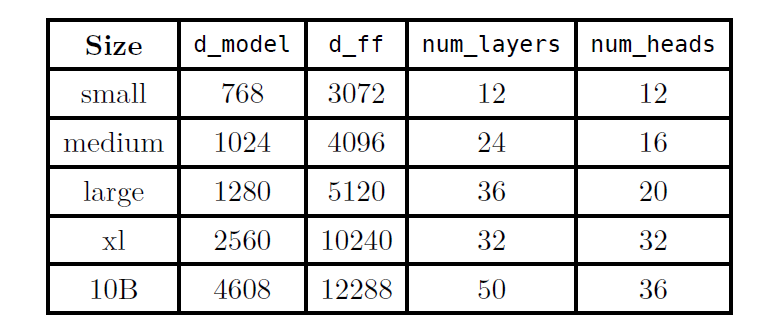 Size d_model d_ff num_layers num_heads
small 768 3072 12 12
medium 1024 4096 24 16
large 1280 5120 36 20
xl 2560 10240 32 32
10B 4608 12288 50 36